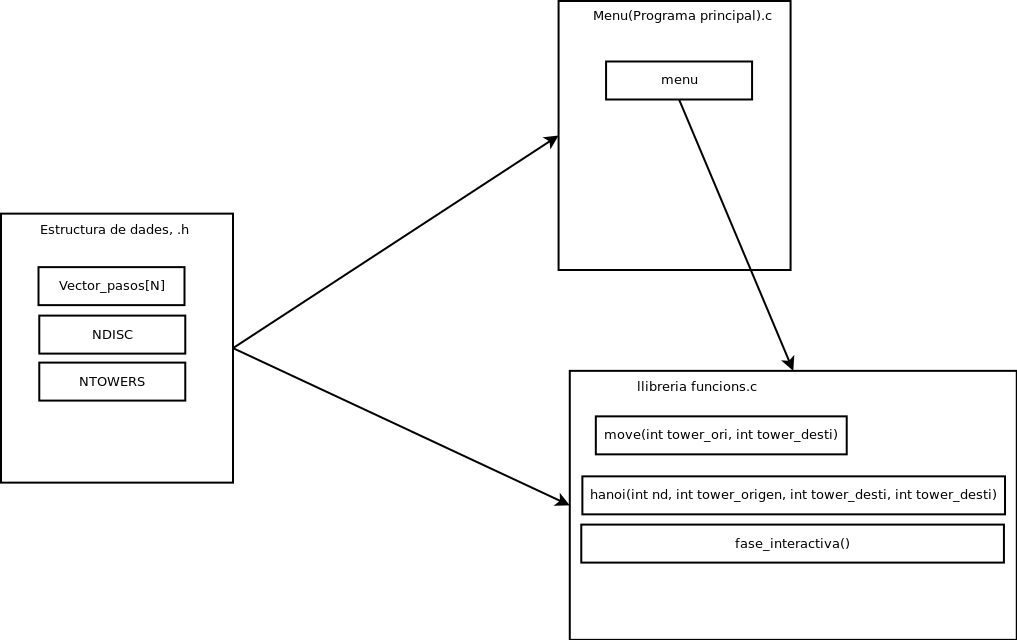 Menu(Programa principal).c
menu
Estructura de dades, .h
Vector_pasos[N]
NDISC
NTOWERS
llibreria funcions.c
move(int tower_ori, int tower_desti)
hanoi(int nd, int tower_origen, int tower_desti, int tower_desti)
fase_interactiva()